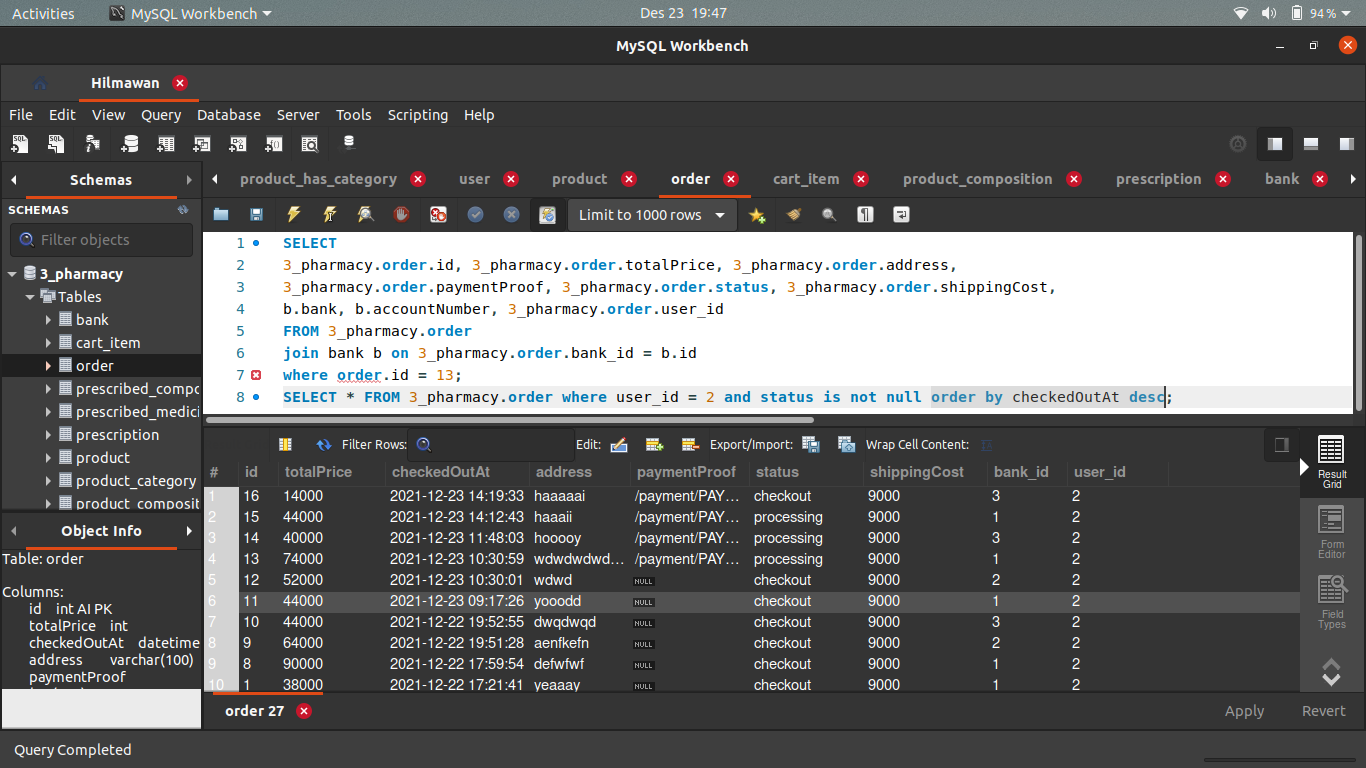 Activities MySQL Workbench Des 23 19:47 94%
MySQL Workbench
Hilmawan
File Edit View Query Database Server Tools Scripting Help
Schemas product_has_category user product order cart_item product_composition prescription bank
SCHEMAS
Limit to 1000 rows
Filter objects
3_pharmacy
Tables
bank
cart_item
order
prescribed_compo
prescribed_medici
prescription
product
product_category
product_composit
1 SELECT
2 3_pharmacy.order.id, 3_pharmacy.order.totalPrice, 3_pharmacy.order.address,
3 3_pharmacy.order.paymentProof, 3_pharmacy.order.status, 3_pharmacy.order.shippingCost,
4 b.bank, b.accountNumber, 3_pharmacy.order.user_id
5 FROM 3_pharmacy.order
6 join bank b on 3_pharmacy.order.bank_id = b.id
7 where order.id = 13;
8 SELECT * FROM 3_pharmacy.order where user_id = 2 and status is not null order by checkedOutAt desc;
Filter Rows: Edit: Export/Import: Wrap Cell Content:
# id totalPrice checkedOutAt address paymentProof status shippingCost bank_id user_id
1 16 14000 2021-12-23 14:19:33 haaaaai /payment/PAY... checkout 9000 3 2
2 15 44000 2021-12-23 14:12:43 haaaii /payment/PAY... processing 9000 1 2
3 14 40000 2021-12-23 11:48:03 hooooy /payment/PAY... processing 9000 3 2
4 13 74000 2021-12-23 10:30:59 wdwdwdwd... /payment/PAY... processing 9000 1 2
5 12 52000 2021-12-23 10:30:01 wdwd NULL checkout 9000 2 2
6 11 44000 2021-12-23 09:17:26 yooodd NULL checkout 9000 1 2
7 10 44000 2021-12-22 19:52:55 dwqdwqd NULL checkout 9000 3 2
8 9 64000 2021-12-22 19:51:28 aenfkefn NULL checkout 9000 2 2
9 8 90000 2021-12-22 17:59:54 defwfwf NULL checkout 9000 1 2
10 1 38000 2021-12-22 17:21:41 yeaaay NULL checkout 9000 1 2
Result
Grid
Form
Editor
Field
Types
Object Info
Table: order
Columns:
id int AI PK
totalPrice int
checkedOutAt datetime
address varchar(100)
paymentProof
order 27 Apply Revert
Query Completed